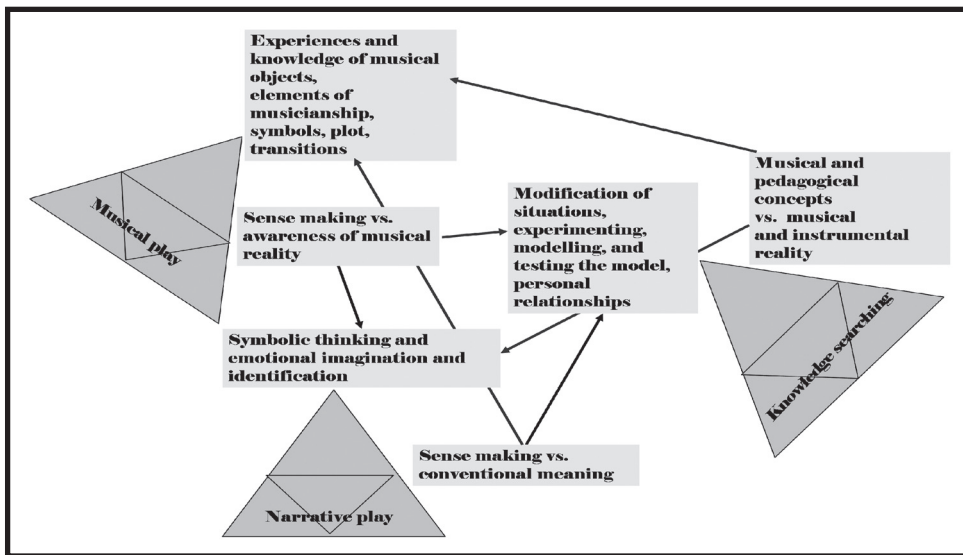 Experiences and
knowledge of musical
objects,
elements of
musicianship,
symbols, plot,
transitions
Musical and
pedagogical
concepts
vs. musical
and instrumental
reality
Modification of
situations,
experimenting,
modelling, and
testing the model,
personal
relationships
Musical play
Sense making vs.
awareness of musical
reality
Symbolic thinking and
emotional imagination and
identification
Knowledge searching
Sense making vs.
conventional meaning
Narrative play